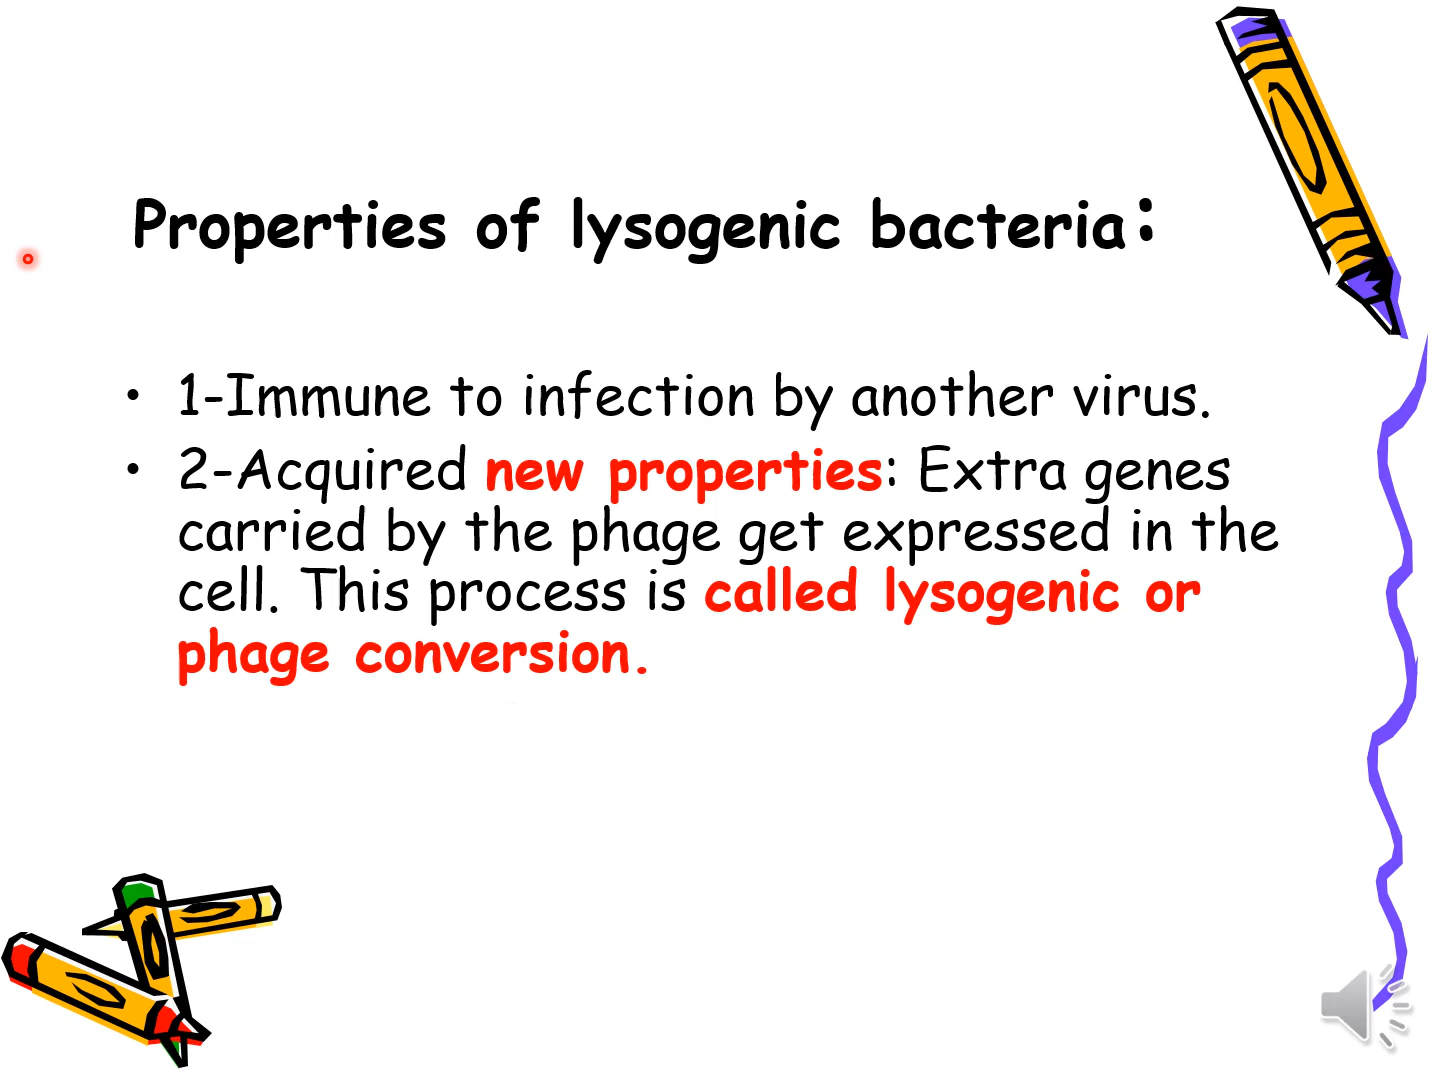 Properties of lysogenic bacteria:
• 1-Immune to infection by another virus.
• 2-Acquired new properties: Extra genes
carried by the phage get expressed in the
cell. This process is called lysogenic or
phage conversion.